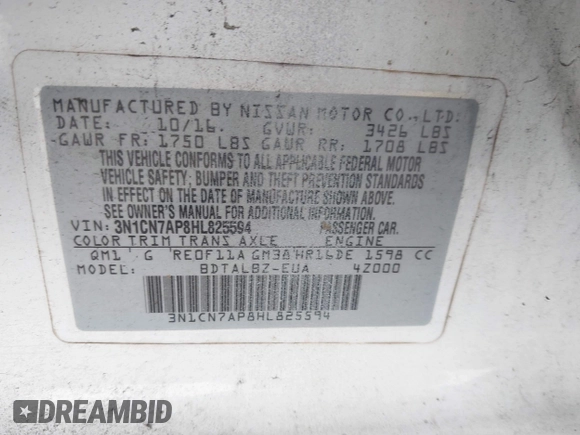 MANUFACTURED BY NISSAN MOTOR CO., LTD.
DATE: 10/16. GVWR: 3426 LBS
GAWR FR: 1750 LBS GAWR RR: 1708 LBS
THIS VEHICLE CONFORMS TO ALL APPLICABLE FEDERAL MOTOR
VEHICLE SAFETY, BUMPER AND THEFT PREVENTION STANDARDS
IN EFFECT ON THE DATE OF MANUFACTURE SHOWN ABOVE.
SEE OWNER'S MANUAL FOR ADDITIONAL INFORMATION.
VIN: 3N1CN7AP8HL825594 PASSENGER CAR.
COLOR TRIM TRANS AXLE ENGINE
QM1 G RE0F11A GM38 HR16DE 1598 CC
MODEL: BDTALBZ-EUA 4Z000
3N1CN7AP8HL825594
DREAMBID